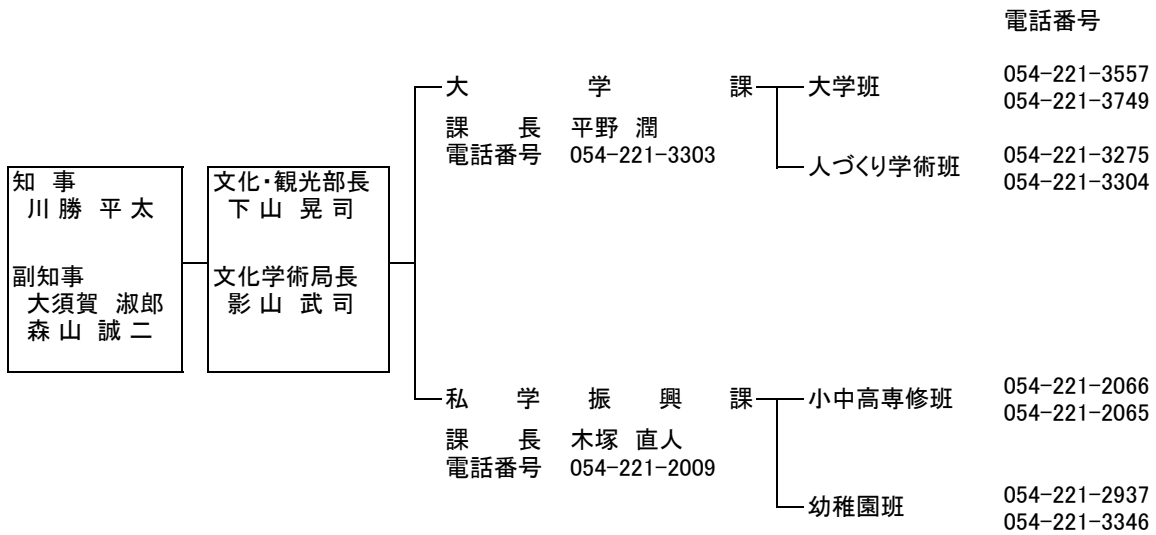 電話番号
大学課 大学班 054-221-3557
054-221-3749
課長 平野 潤
電話番号 054-221-3303
人づくり学術班 054-221-3275
054-221-3304
知 事
川 勝 平 太
副知事
大須賀 淑郎
森 山 誠 二
文化・観光部長
下 山 晃 司
文化学術局長
影 山 武 司
私学振興課 小中高専修班 054-221-2066
054-221-2065
課長 木塚 直人
電話番号 054-221-2009
幼稚園班 054-221-2937
054-221-3346